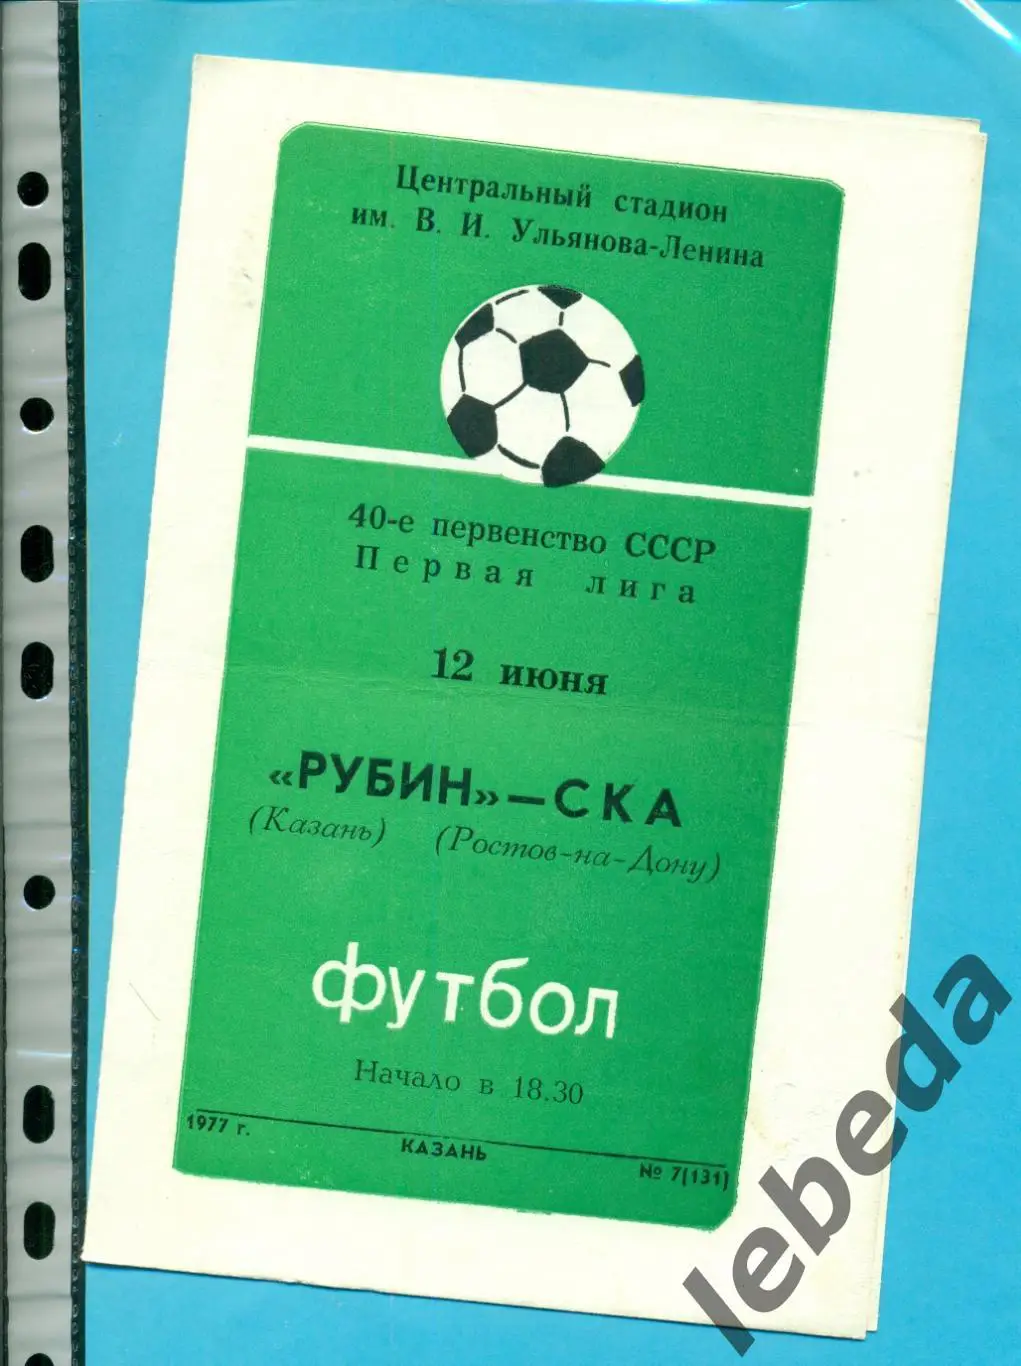 Центральный стадион
им. В. И. Ульянова-Ленина
40-е первенство СССР
Первая лига
12 июня
«РУБИН» — СКА
(Казань) (Ростов-на-Дону)
футбол
Начало в 18.30
1977 г. КАЗАНЬ № 7(131)
lebeda